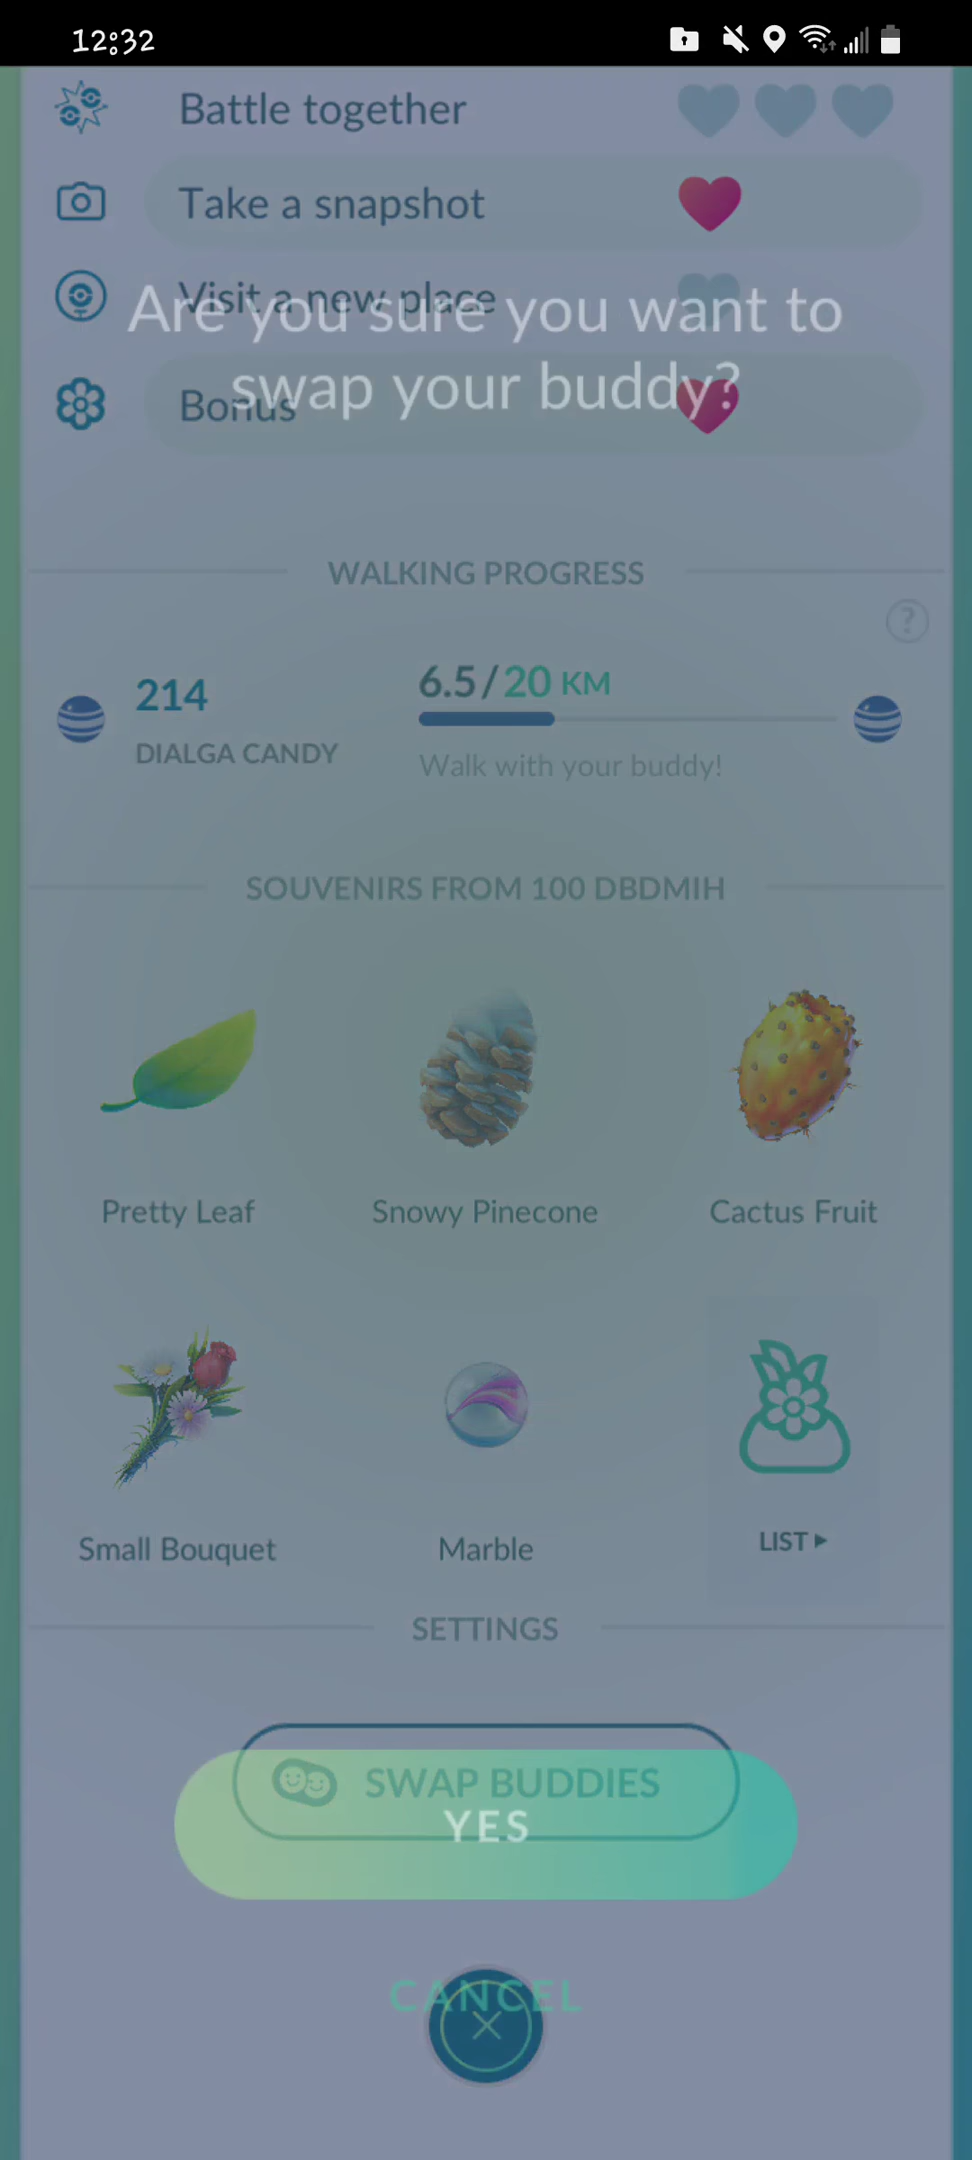 12:32
Battle together
Take a snapshot
Visit a new place
Are you sure you want to
swap your buddy?
Bonus
WALKING PROGRESS
?
214
6.5/20 KM
DIALGA CANDY
Walk with your buddy!
SOUVENIRS FROM 100 DBDMIH
Pretty Leaf
Snowy Pinecone
Cactus Fruit
Small Bouquet
Marble
LIST
SETTINGS
SWAP BUDDIES
YES
CANCEL